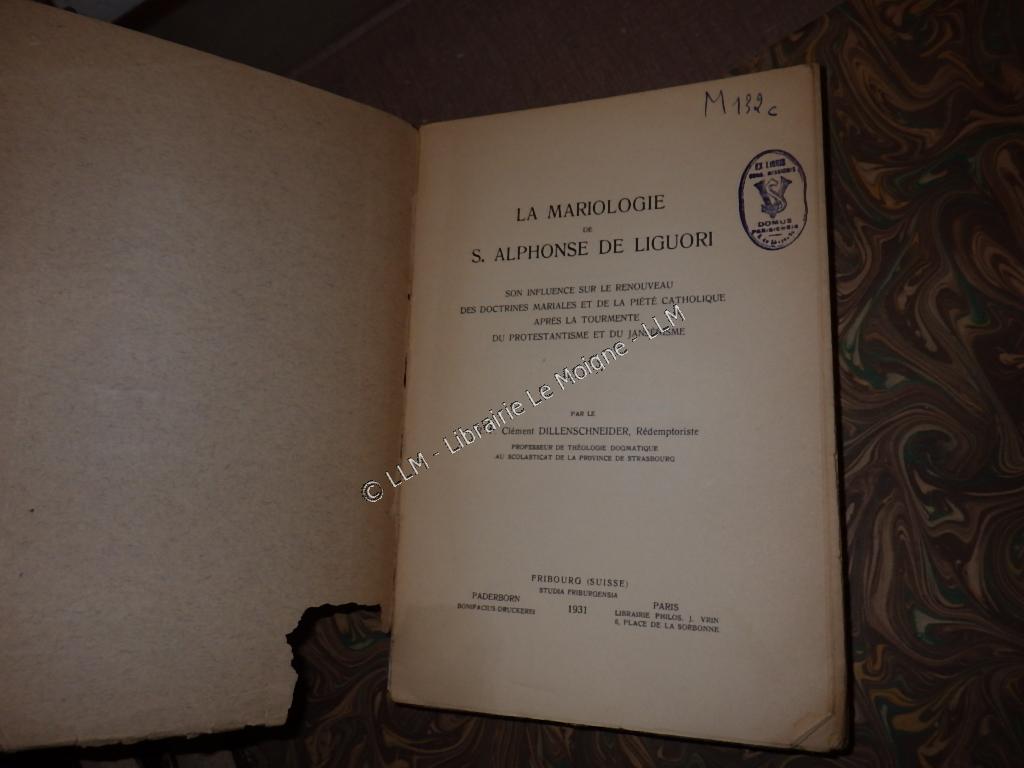 M 132 c
EX LIBRIS
DOMUS
PARISIENSIS
LA MARIOLOGIE
DE
S. ALPHONSE DE LIGUORI
SON INFLUENCE SUR LE RENOUVEAU
DES DOCTRINES MARIALES ET DE LA PIÉTÉ CATHOLIQUE
APRÈS LA TOURMENTE
DU PROTESTANTISME ET DU JANSÉNISME
PAR LE
Clément DILLENSCHNEIDER, Rédemptoriste
PROFESSEUR DE THÉOLOGIE DOGMATIQUE
AU SCOLASTICAT DE LA PROVINCE DE STRASBOURG
© LLM - Librairie Le Moigne - LLM
FRIBOURG (SUISSE)
STUDIA FRIBURGENSIA
PADERBORN
BONIFACIUS-DRUCKEREI
1931
PARIS
LIBRAIRIE PHILOS. J. VRIN
6, PLACE DE LA SORBONNE